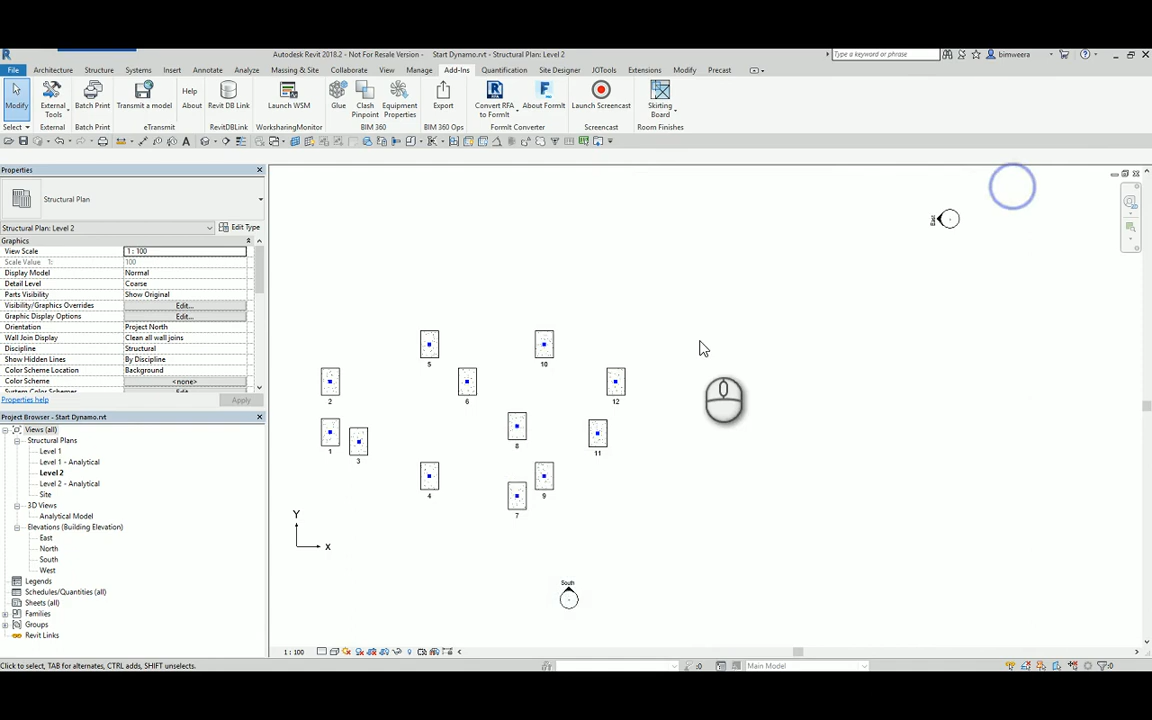 Autodesk Revit 2018.2 - Not For Resale Version - Start Dynamo.rvt - Structural Plan: Level 2
Type a keyword or phrase
bimweera
File Architecture Structure Systems Insert Annotate Analyze Massing & Site Collaborate View Manage Add-Ins Quantification Site Designer JOTools Extensions Modify Precast
Modify
External Tools
Batch Print
Transmit a model
Help
About
Revit DB Link
Launch WSM
Glue
Clash Pinpoint
Equipment Properties
Export
Convert RFA to FormIt
About FormIt
Launch Screencast
Skirting Board
Select External Batch Print eTransmit RevitDBLink WorksharingMonitor BIM 360 BIM 360 Ops FormIt Converter Screencast Room Finishes
Properties
Structural Plan
Structural Plan: Level 2 Edit Type
Graphics
View Scale 1 : 100
Scale Value 1: 100
Display Model Normal
Detail Level Coarse
Parts Visibility Show Original
Visibility/Graphics Overrides Edit...
Graphic Display Options Edit...
Orientation Project North
Wall Join Display Clean all wall joins
Discipline Structural
Show Hidden Lines By Discipline
Color Scheme Location Background
Color Scheme <none>
Properties help Apply
Project Browser - Start Dynamo.rvt
Views (all)
Structural Plans
Level 1
Level 1 - Analytical
Level 2
Level 2 - Analytical
Site
3D Views
Analytical Model
Elevations (Building Elevation)
East
North
South
West
Legends
Schedules/Quantities (all)
Sheets (all)
Families
Groups
Revit Links
East
5
10
2
6
12
1
3
8
11
4
9
7
Y
X
South
1 : 100
Click to select, TAB for alternates, CTRL adds, SHIFT unselects.
:0
Main Model
:0